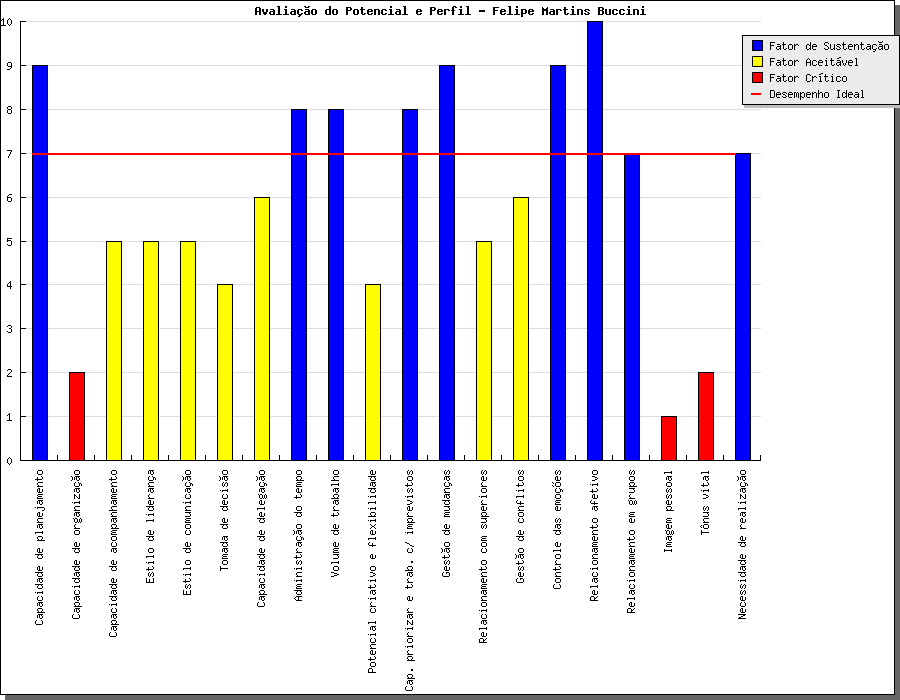 Avaliação do Potencial e Perfil - Felipe Martins Buccini
Fator de Sustentação
Fator Aceitável
Fator Crítico
Desempenho Ideal
10
9
8
7
6
5
4
3
2
1
0
Capacidade de planejamento
Capacidade de organização
Capacidade de acompanhamento
Estilo de liderança
Estilo de comunicação
Tomada de decisão
Capacidade de delegação
Administração do tempo
Volume de trabalho
Potencial criativo e flexibilidade
Cap. priorizar e trab. c/ imprevistos
Gestão de mudanças
Relacionamento com superiores
Gestão de conflitos
Controle das emoções
Relacionamento afetivo
Relacionamento em grupos
Imagem pessoal
Tônus vital
Necessidade de realização